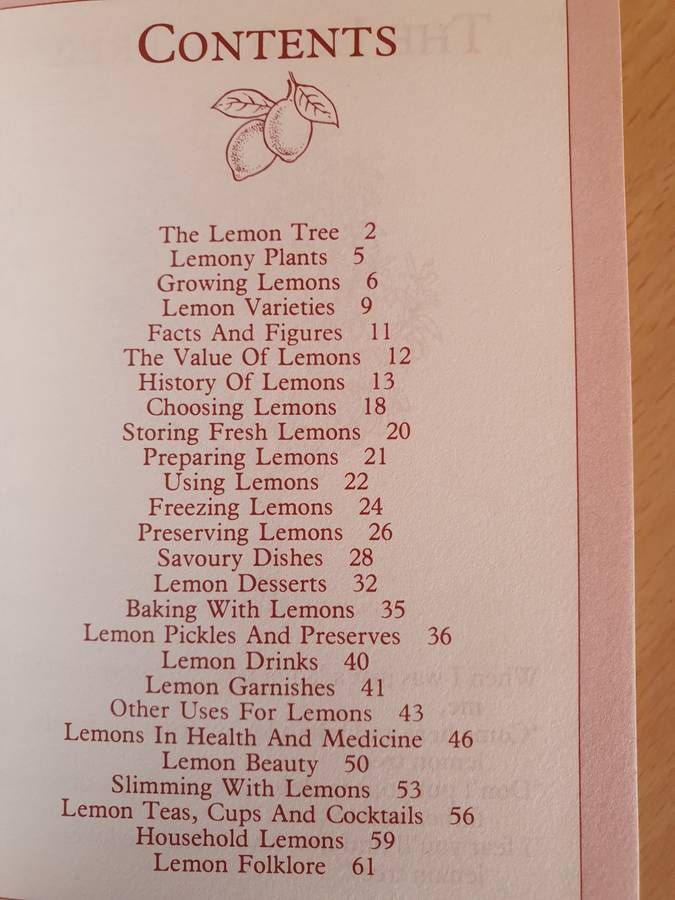 CONTENTS
The Lemon Tree 2
Lemony Plants 5
Growing Lemons 6
Lemon Varieties 9
Facts And Figures 11
The Value Of Lemons 12
History Of Lemons 13
Choosing Lemons 18
Storing Fresh Lemons 20
Preparing Lemons 21
Using Lemons 22
Freezing Lemons 24
Preserving Lemons 26
Savoury Dishes 28
Lemon Desserts 32
Baking With Lemons 35
Lemon Pickles And Preserves 36
Lemon Drinks 40
Lemon Garnishes 41
Other Uses For Lemons 43
Lemons In Health And Medicine 46
Lemon Beauty 50
Slimming With Lemons 53
Lemon Teas, Cups And Cocktails 56
Household Lemons 59
Lemon Folklore 61